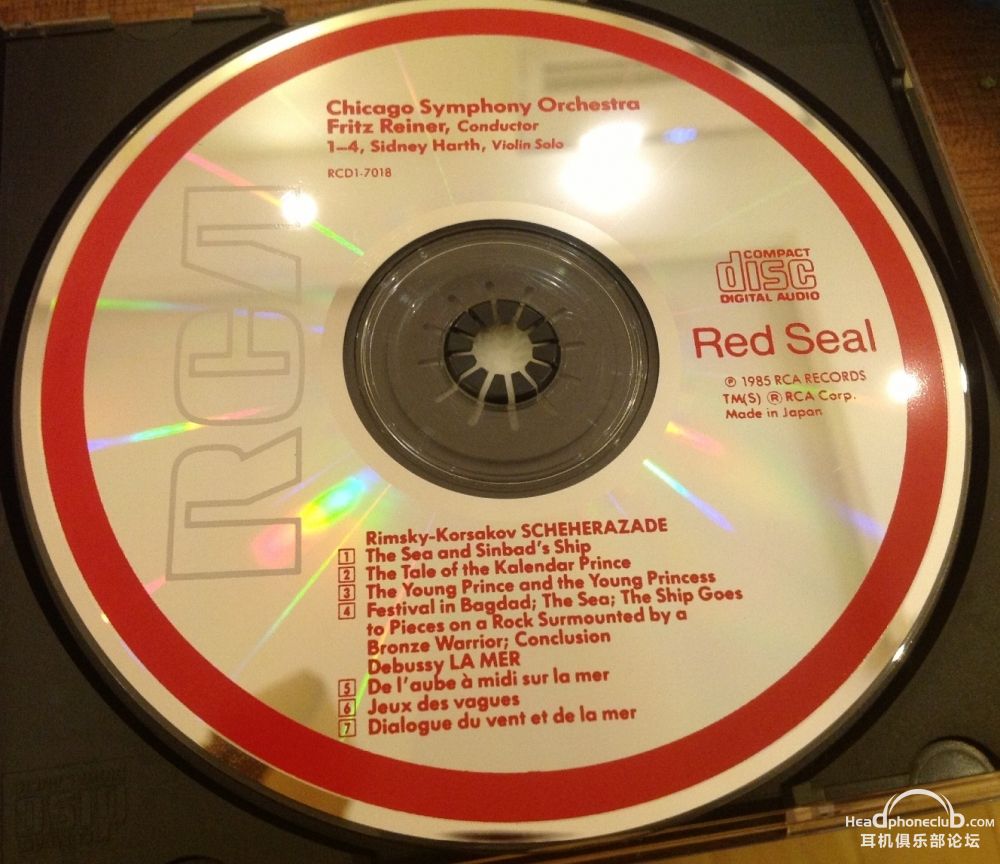 Chicago Symphony Orchestra
Fritz Reiner, Conductor
1–4, Sidney Harth, Violin Solo
RCD1-7018
RCA
COMPACT
disc
DIGITAL AUDIO
Red Seal
℗ 1985 RCA RECORDS
TM(S) ® RCA Corp.
Made in Japan
Rimsky-Korsakov SCHEHERAZADE
1 The Sea and Sinbad's Ship
2 The Tale of the Kalendar Prince
3 The Young Prince and the Young Princess
4 Festival in Bagdad; The Sea; The Ship Goes
to Pieces on a Rock Surmounted by a
Bronze Warrior; Conclusion
Debussy LA MER
5 De l'aube à midi sur la mer
6 Jeux des vagues
7 Dialogue du vent et de la mer
HeadphoneclUb.com
耳机俱乐部论坛